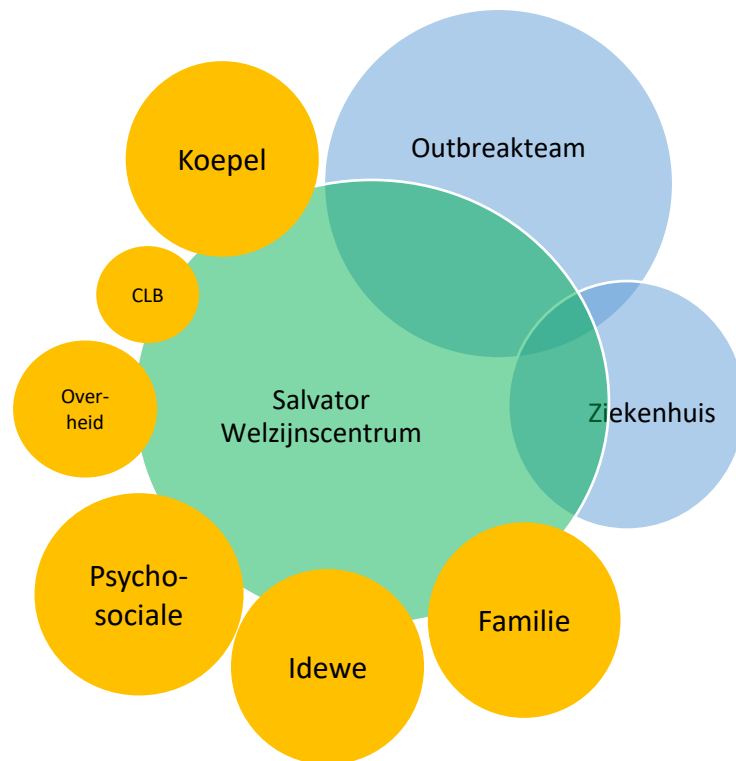 Koepel
Outbreakteam
CLB
Over-
heid
Salvator
Welzijnscentrum
Ziekenhuis
Psycho-
sociale
Idewe
Familie